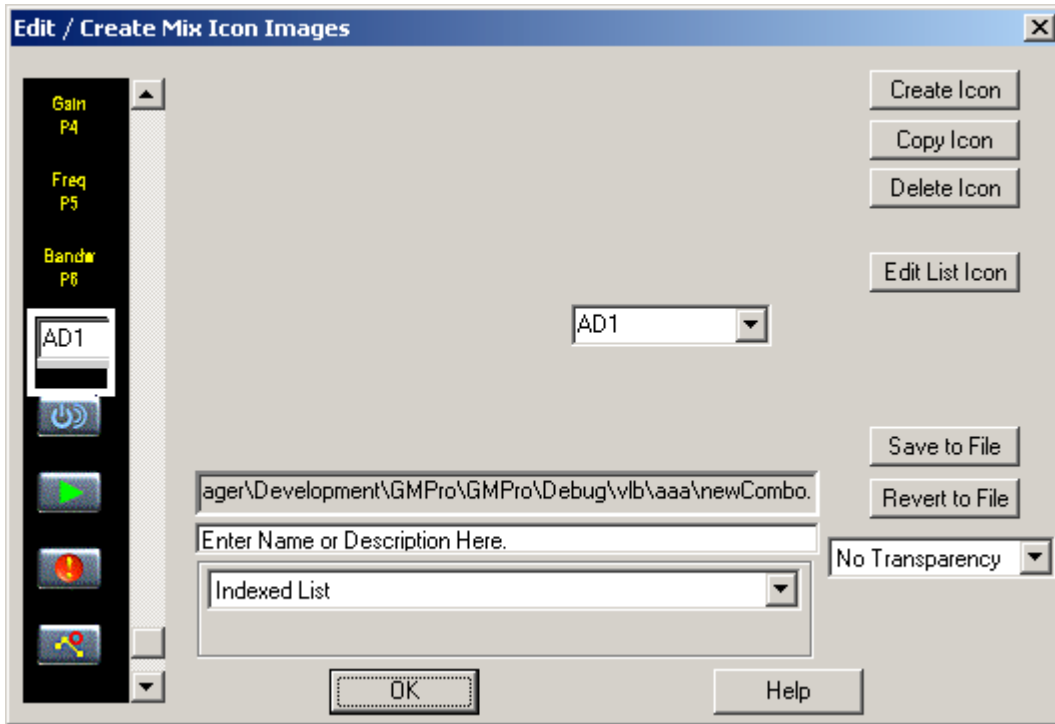 Edit / Create Mix Icon Images
Gain
P4
Freq
P5
Bandw
P6
AD1
AD1
Create Icon
Copy Icon
Delete Icon
Edit List Icon
Save to File
Revert to File
No Transparency
ager\Development\GMPro\GMPro\Debug\vlb\aaa\newCombo.
Enter Name or Description Here.
Indexed List
OK
Help